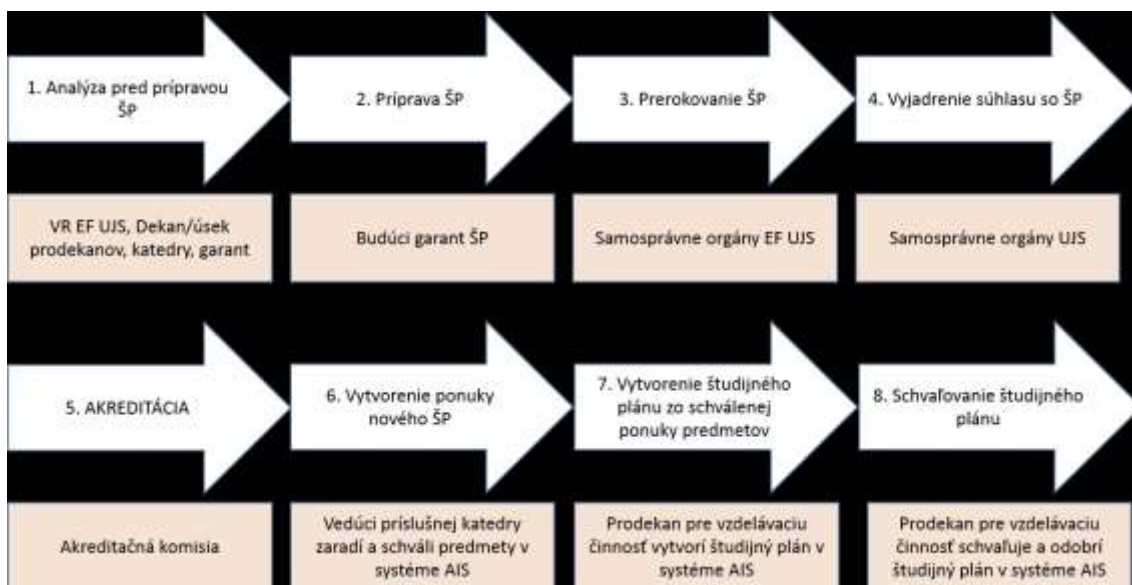 1. Analýza pred prípravou
ŠP
2. Príprava ŠP
3. Prerokovanie ŠP
4. Vyjadrenie súhlasu so ŠP
VR EF UJS, Dekan/úsek
prodekanov, katedry, garant
Budúci garant ŠP
Samosprávne orgány EF UJS
Samosprávne orgány UJS
5. AKREDITÁCIA
6. Vytvorenie ponuky
nového ŠP
7. Vytvorenie študijného
plánu zo schválenej
ponuky predmetov
8. Schvaľovanie študijného
plánu
Akreditačná komisia
Vedúci príslušnej katedry
zaradí a schváli predmety v
systéme AIS
Prodekan pre vzdelávaciu
činnosť vytvorí študijný plán v
systéme AIS
Prodekan pre vzdelávaciu
činnosť schvaľuje a odobrí
študijný plán v systéme AIS